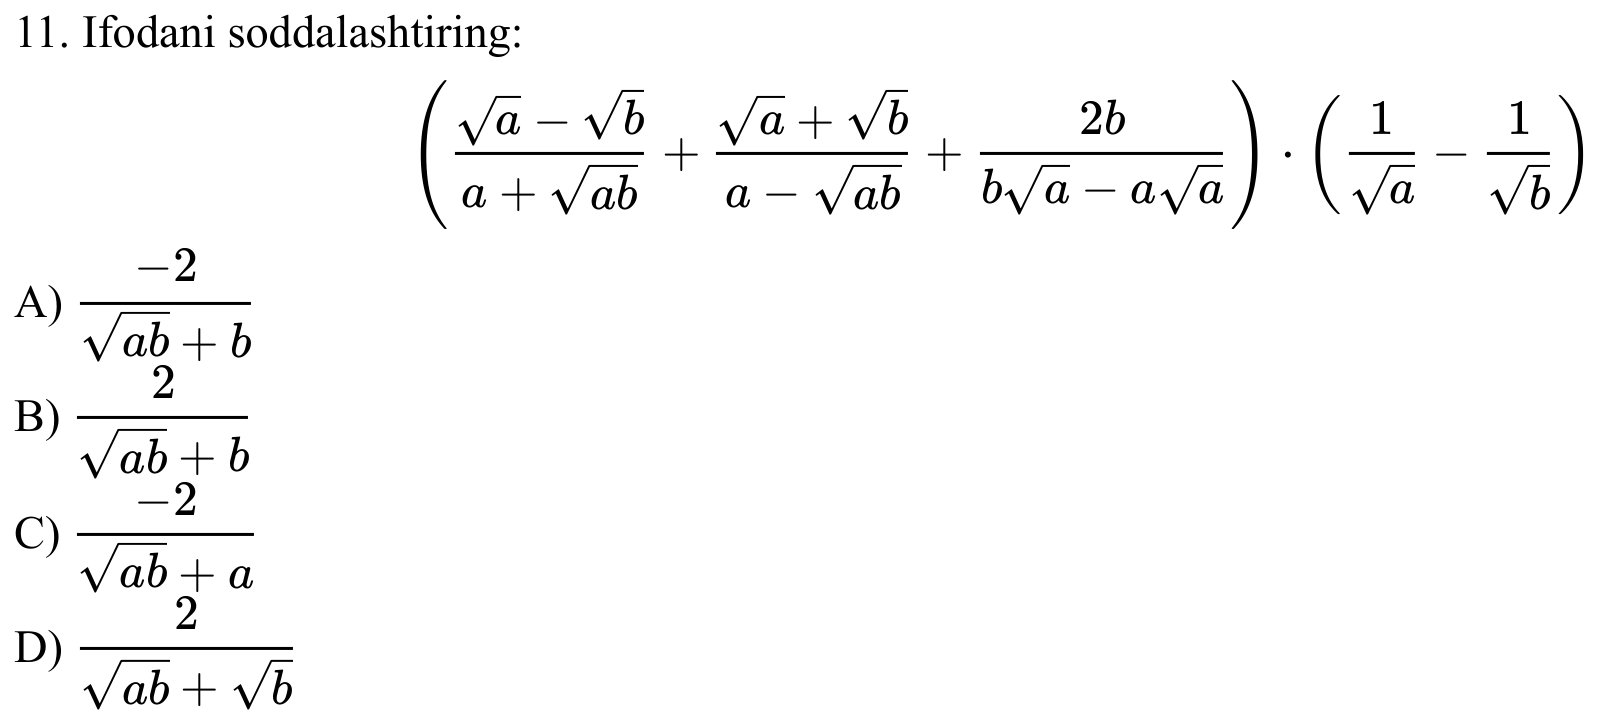 11. Ifodani soddalashtiring:
$\left(\frac{\sqrt{a}-\sqrt{b}}{a+\sqrt{ab}}+\frac{\sqrt{a}+\sqrt{b}}{a-\sqrt{ab}}+\frac{2b}{b\sqrt{a}-a\sqrt{a}}\right)\cdot\left(\frac{1}{\sqrt{a}}-\frac{1}{\sqrt{b}}\right)$
A) $\frac{-2}{\sqrt{ab}+b}$
B) $\frac{2}{\sqrt{ab}+b}$
C) $\frac{-2}{\sqrt{ab}+a}$
D) $\frac{2}{\sqrt{ab}+\sqrt{b}}$